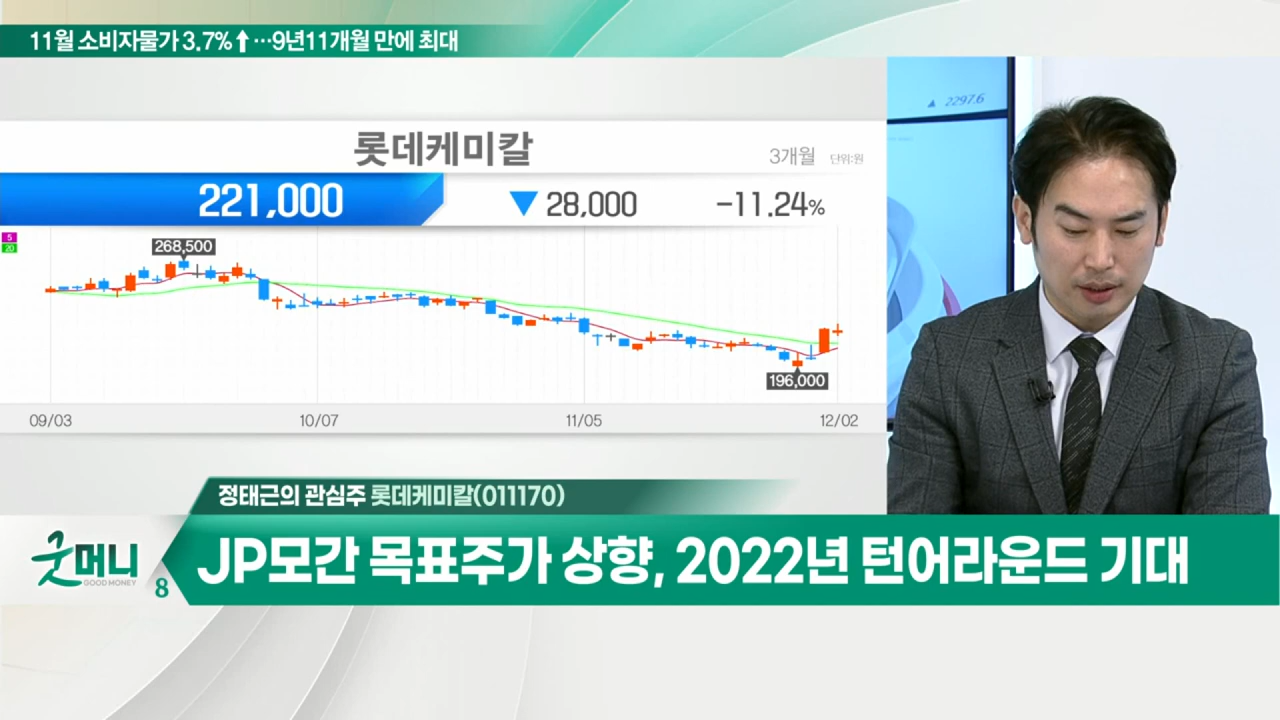 11월 소비자물가 3.7%↑…9년11개월 만에 최대
▲ 2297.6
롯데케미칼
3개월 단위:원
221,000 ▼ 28,000 -11.24%
5
20
268,500
196,000
09/03 10/07 11/05 12/02
정태근의 관심주 롯데케미칼(011170)
굿머니
GOOD MONEY
8
JP모간 목표주가 상향, 2022년 턴어라운드 기대